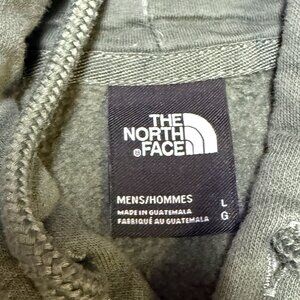 THE
NORTH
®FACE
MENS/HOMMES L
MADE IN GUATEMALA
FABRIQUÉ AU GUATEMALA G